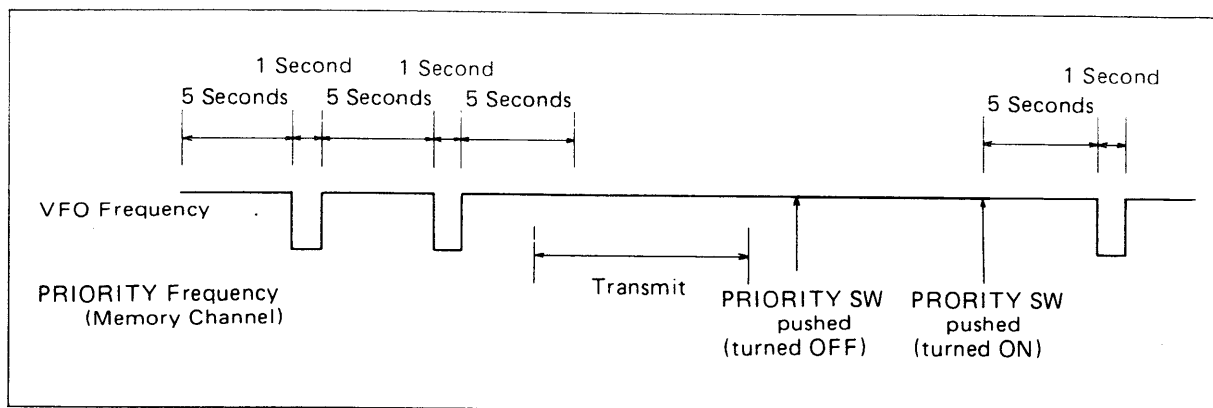 1 Second 1 Second
5 Seconds 5 Seconds 5 Seconds
1 Second
5 Seconds
VFO Frequency
PRIORITY Frequency
(Memory Channel)
Transmit
PRIORITY SW
pushed
(turned OFF)
PRORITY SW
pushed
(turned ON)